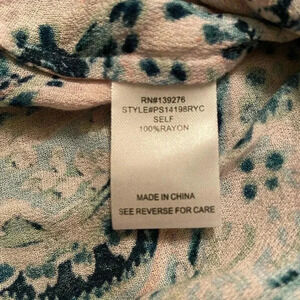 RN#139276
STYLE#PS14198RYC
SELF
100%RAYON
MADE IN CHINA
SEE REVERSE FOR CARE